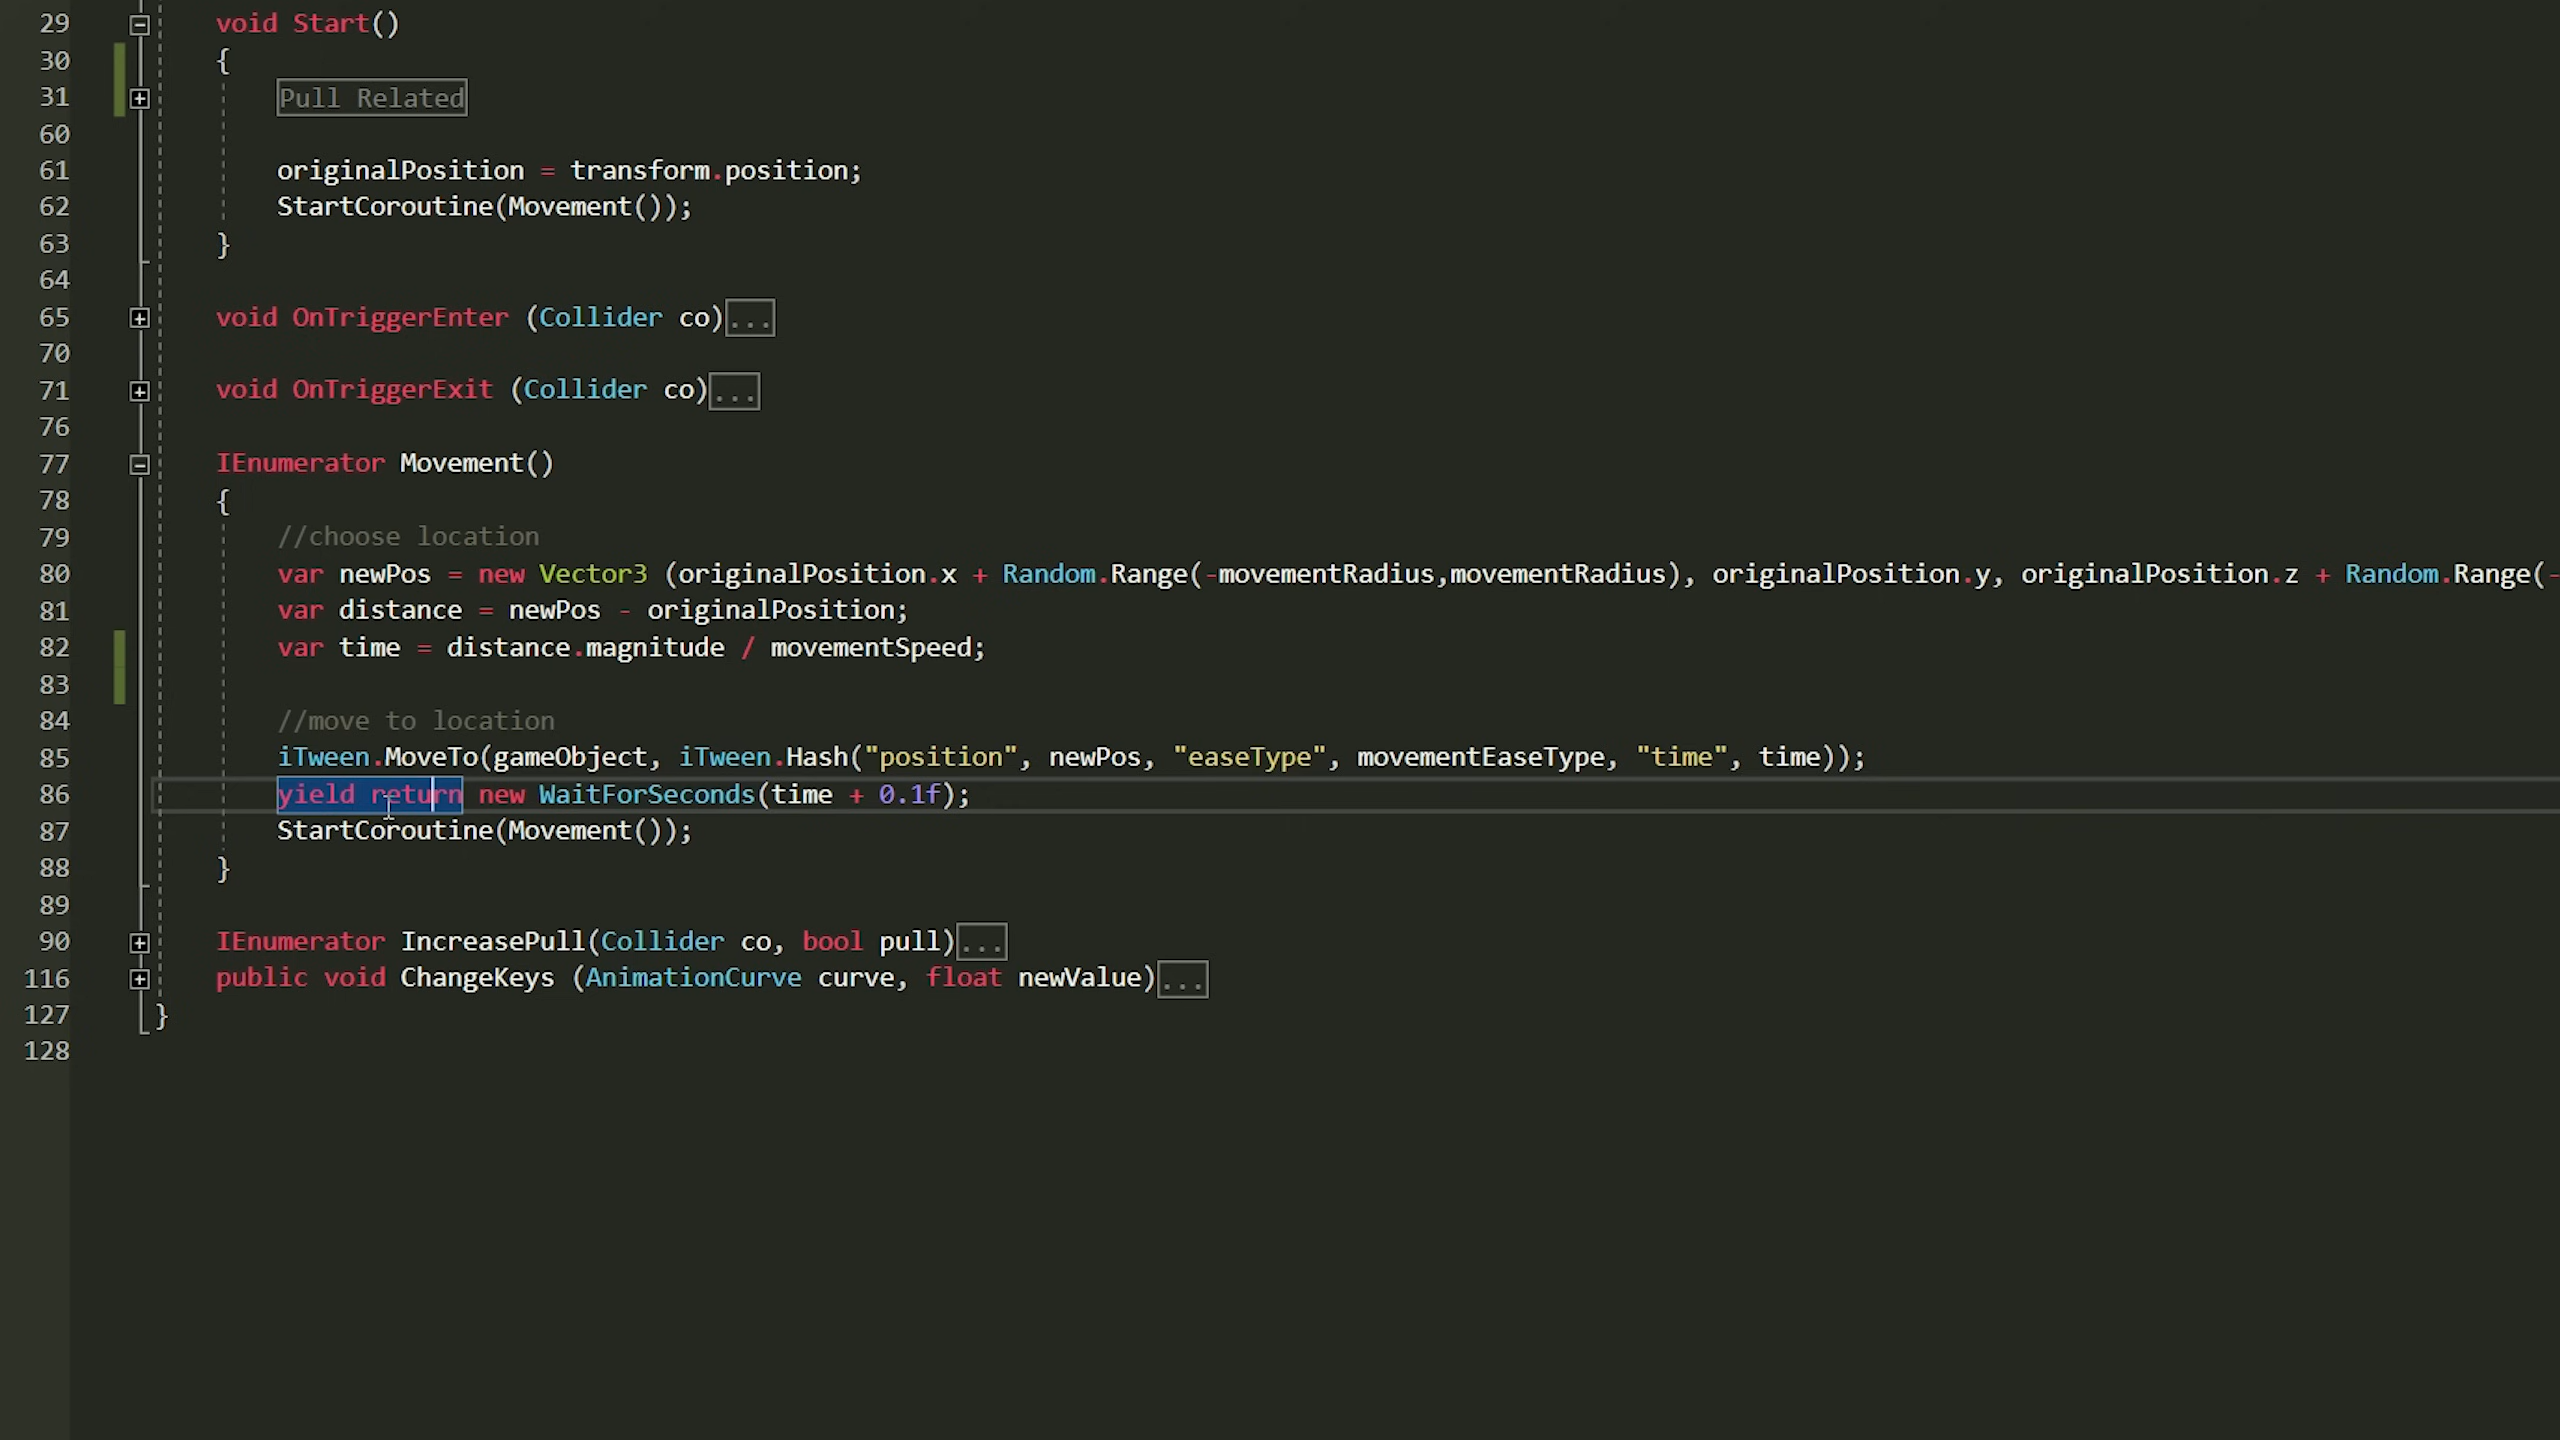 29 void Start()
30 {
31 Pull Related
60
61 originalPosition = transform.position;
62 StartCoroutine(Movement());
63 }
64
65 void OnTriggerEnter (Collider co)...
70
71 void OnTriggerExit (Collider co)...
76
77 IEnumerator Movement()
78 {
79 //choose location
80 var newPos = new Vector3 (originalPosition.x + Random.Range(-movementRadius,movementRadius), originalPosition.y, originalPosition.z + Random.Range(-
81 var distance = newPos - originalPosition;
82 var time = distance.magnitude / movementSpeed;
83
84 //move to location
85 iTween.MoveTo(gameObject, iTween.Hash("position", newPos, "easeType", movementEaseType, "time", time));
86 yield return new WaitForSeconds(time + 0.1f);
87 StartCoroutine(Movement());
88 }
89
90 IEnumerator IncreasePull(Collider co, bool pull)...
116 public void ChangeKeys (AnimationCurve curve, float newValue)...
127 }
128